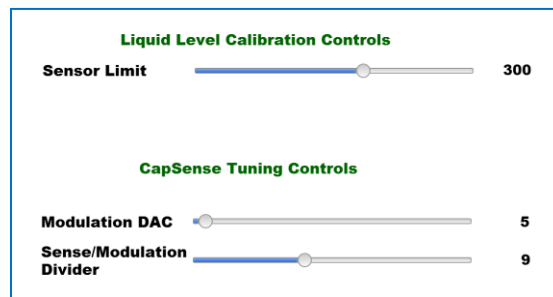 Liquid Level Calibration Controls
Sensor Limit 300
CapSense Tuning Controls
Modulation DAC 5
Sense/Modulation
Divider 9